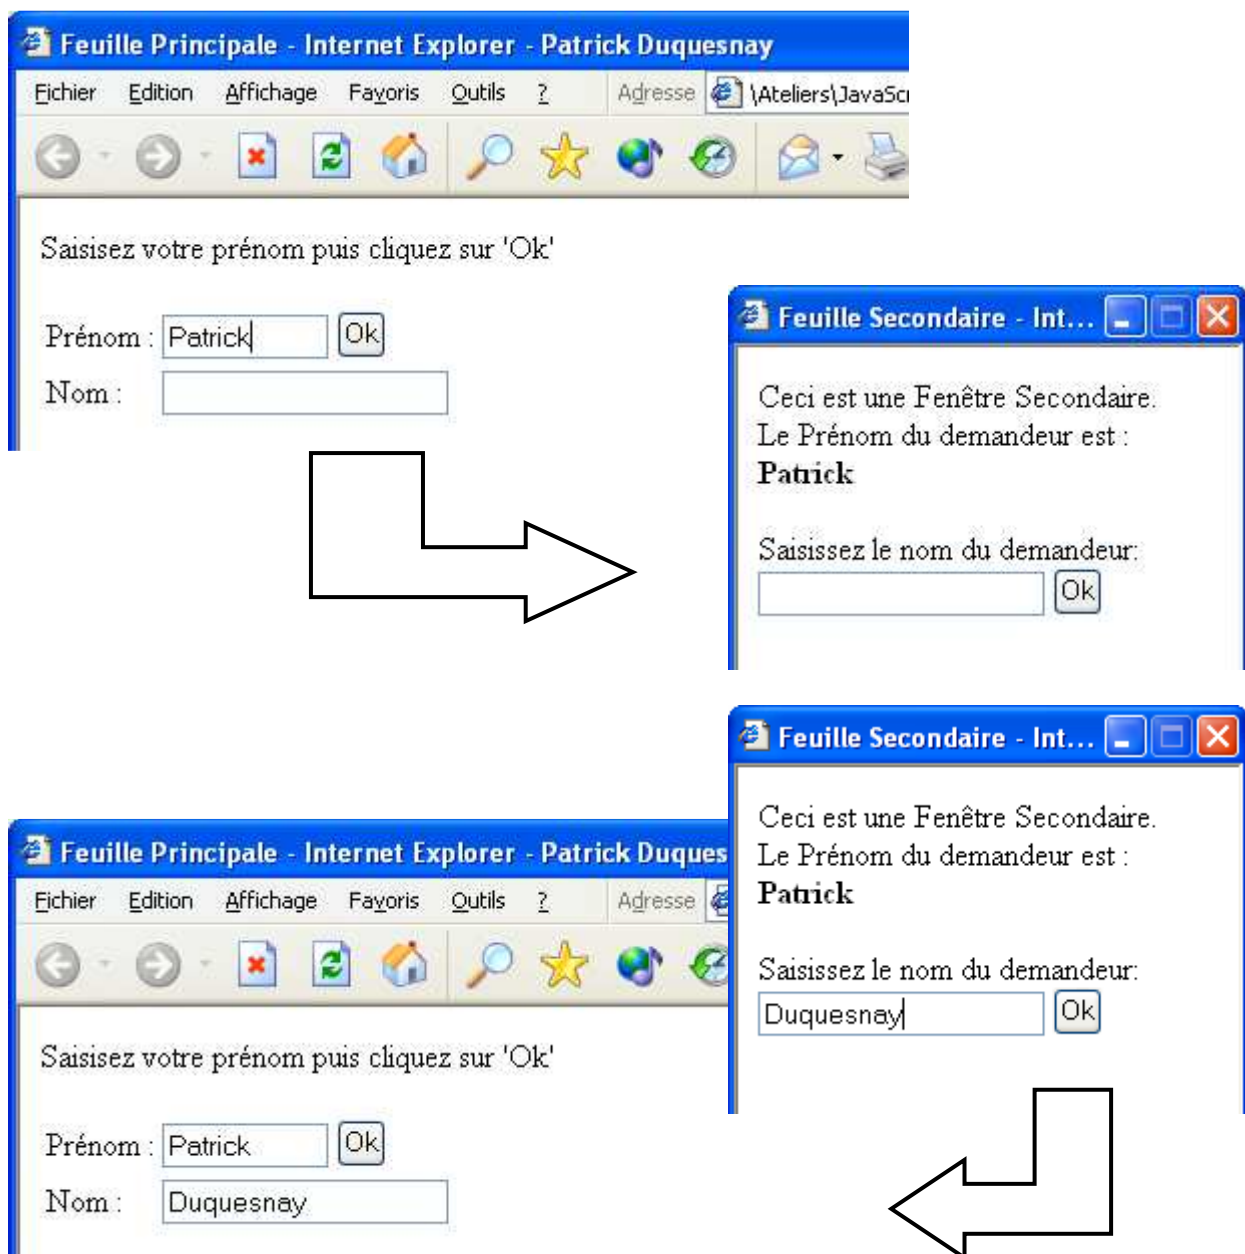 Feuille Principale - Internet Explorer - Patrick Duquesnay
Fichier Edition Affichage Favoris Outils ? Adresse \Ateliers\JavaScr
Saisisez votre prénom puis cliquez sur 'Ok'
Prénom : Patrick Ok
Nom :
Feuille Secondaire - Int...
Ceci est une Fenêtre Secondaire.
Le Prénom du demandeur est :
Patrick
Saisissez le nom du demandeur:
Ok
Feuille Secondaire - Int...
Ceci est une Fenêtre Secondaire.
Le Prénom du demandeur est :
Patrick
Saisissez le nom du demandeur:
Duquesnay Ok
Feuille Principale - Internet Explorer - Patrick Duques
Fichier Edition Affichage Favoris Outils ? Adresse
Saisisez votre prénom puis cliquez sur 'Ok'
Prénom : Patrick Ok
Nom : Duquesnay